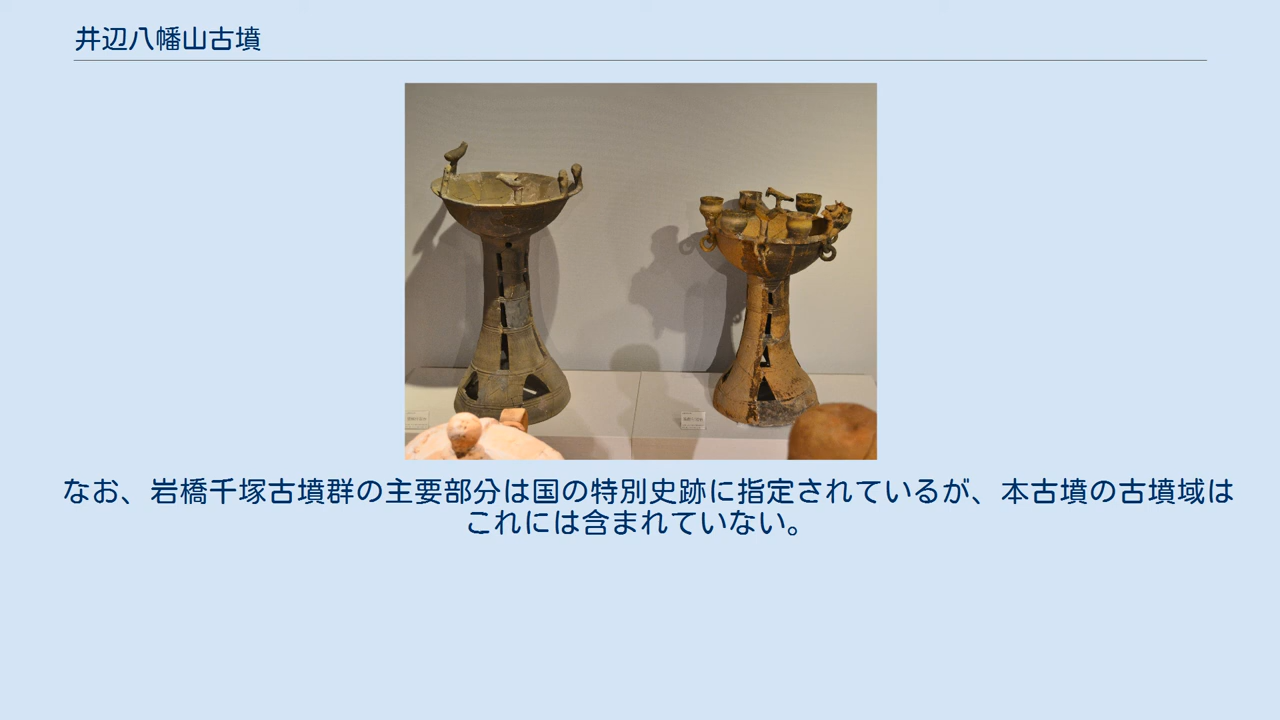 井辺八幡山古墳
なお、岩橋千塚古墳群の主要部分は国の特別史跡に指定されているが、本古墳の古墳域は
これには含まれていない。